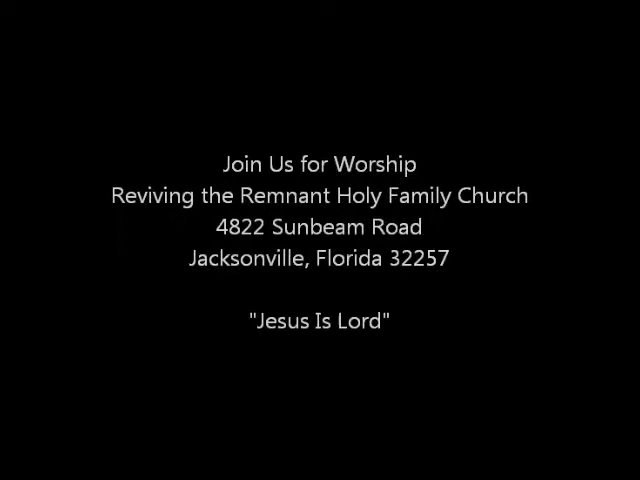 Join Us for Worship
Reviving the Remnant Holy Family Church
4822 Sunbeam Road
Jacksonville, Florida 32257
"Jesus Is Lord"